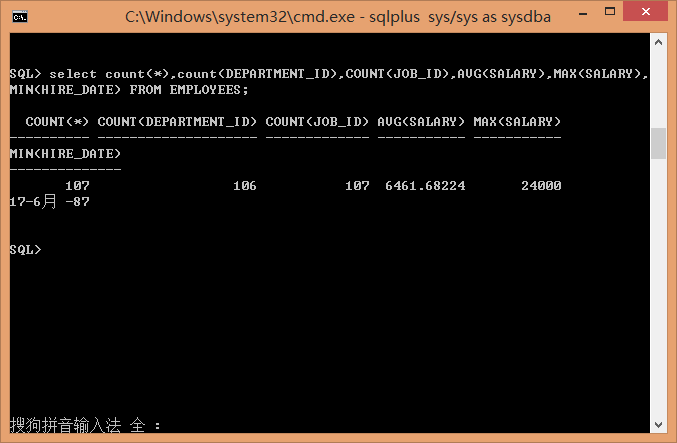 C:\Windows\system32\cmd.exe - sqlplus  sys/sys as sysdba
SQL> select count(*),count(DEPARTMENT_ID),COUNT(JOB_ID),AVG(SALARY),MAX(SALARY),
MIN(HIRE_DATE) FROM EMPLOYEES;
  COUNT(*) COUNT(DEPARTMENT_ID) COUNT(JOB_ID) AVG(SALARY) MAX(SALARY)
---------- -------------------- ------------- ----------- -----------
MIN(HIRE_DATE)
--------------
       107                  106           107  6461.68224       24000
17-6月 -87
SQL>
搜狗拼音输入法 全 :